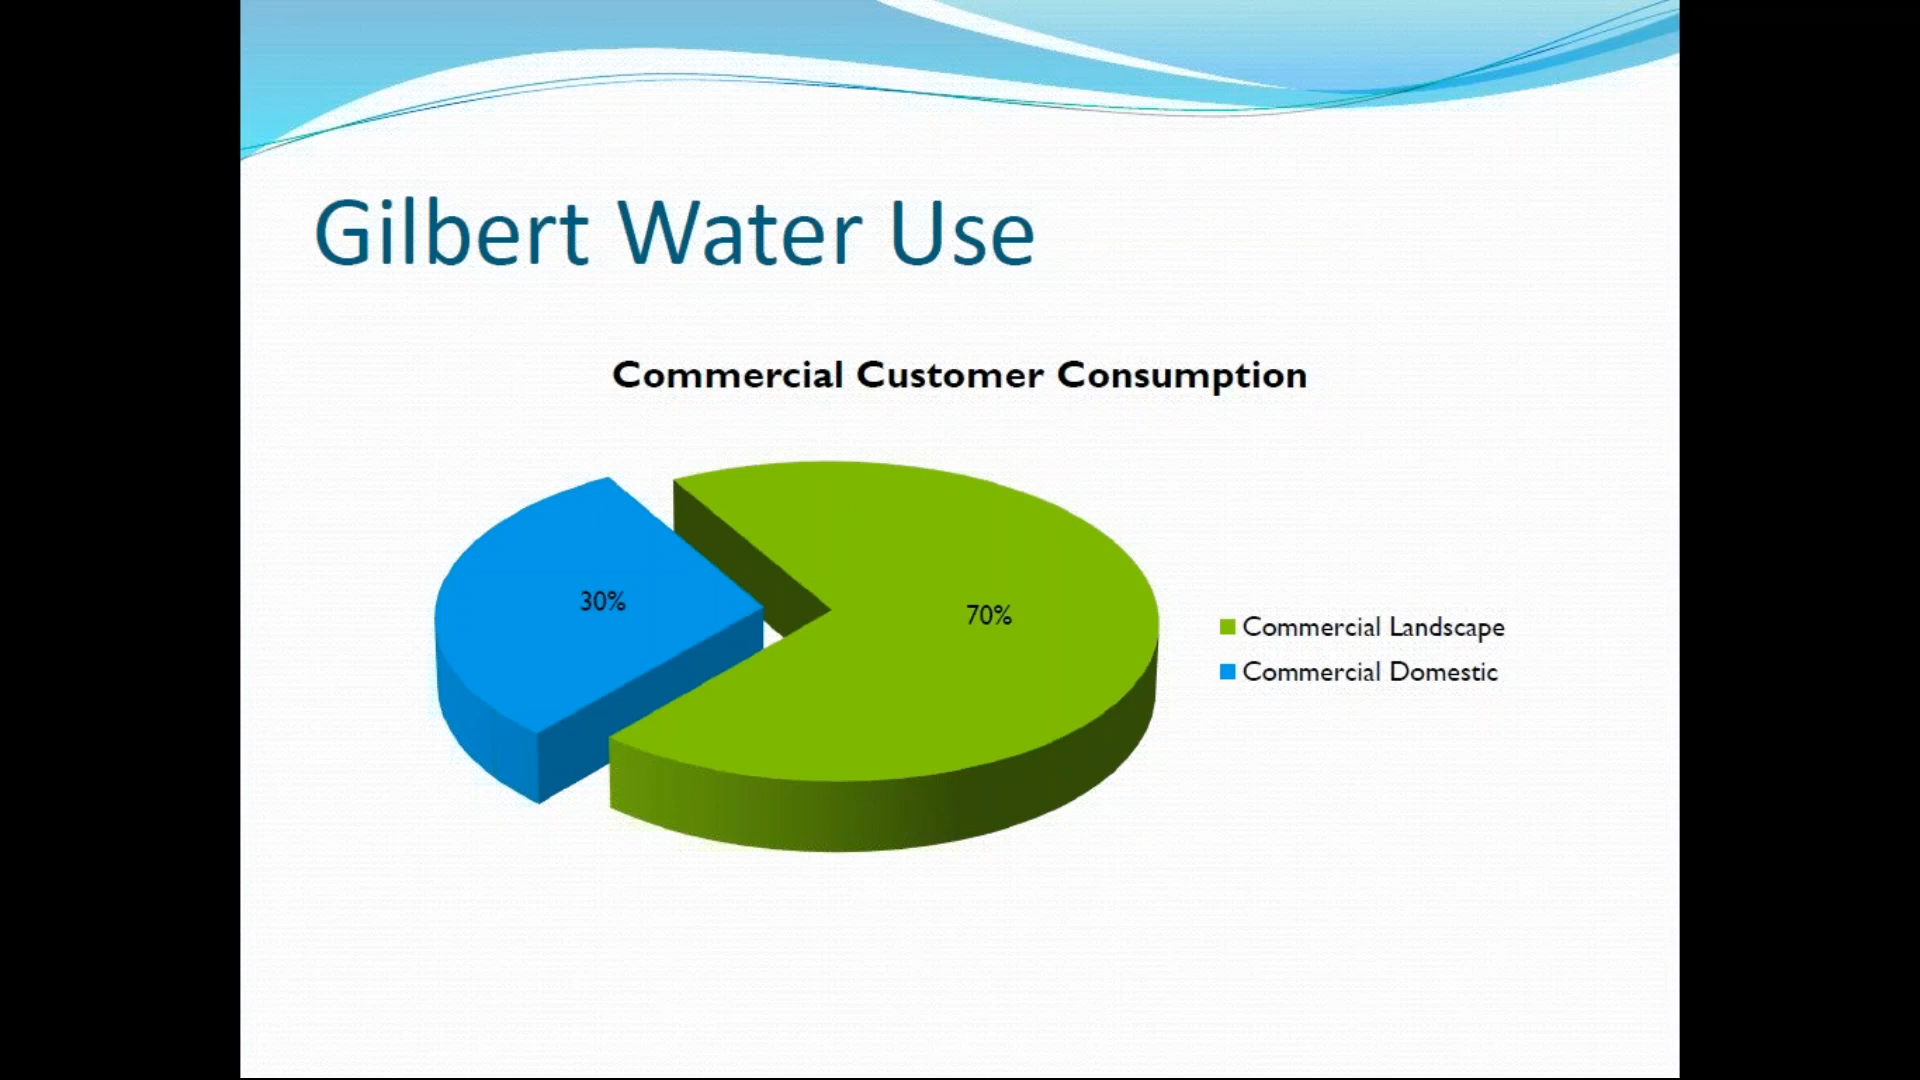 Gilbert Water Use
Commercial Customer Consumption
30%
70%
Commercial Landscape
Commercial Domestic